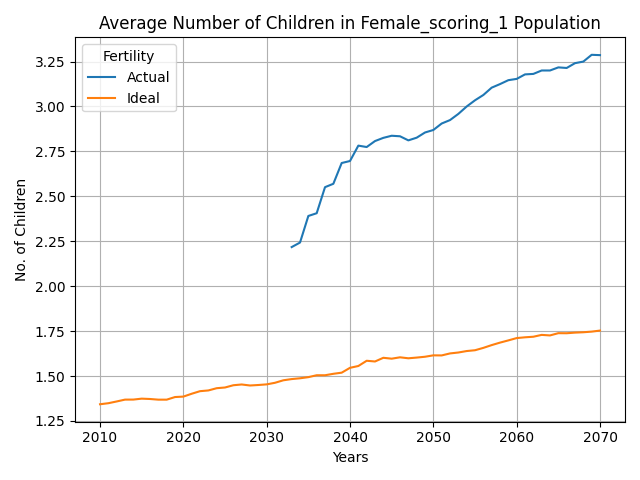 Average Number of Children in Female_scoring_1 Population
Fertility
Actual
Ideal
3.25
3.00
2.75
2.50
2.25
2.00
1.75
1.50
1.25
No. of Children
2010 2020 2030 2040 2050 2060 2070
Years